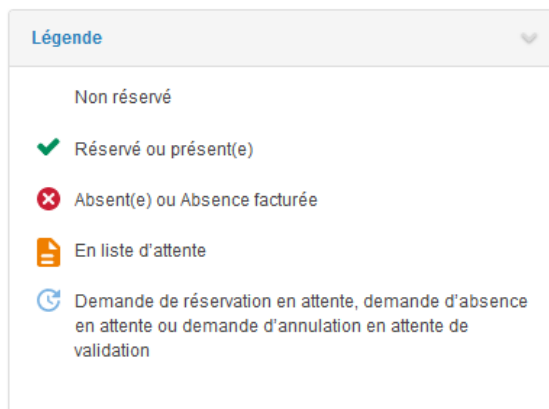 Légende
Non réservé
Réservé ou présent(e)
Absent(e) ou Absence facturée
En liste d'attente
Demande de réservation en attente, demande d'absence
en attente ou demande d'annulation en attente de
validation